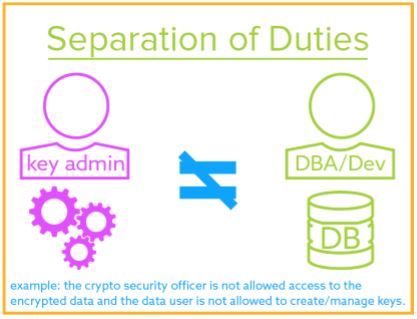 Separation of Duties
key admin
DBA/Dev
DB
example: the crypto security officer is not allowed access to the
encrypted data and the data user is not allowed to create/manage keys.